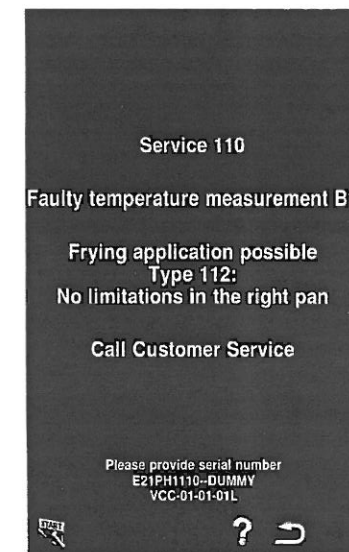 Service 110
Faulty temperature measurement B
Frying application possible
Type 112:
No limitations in the right pan
Call Customer Service
Please provide serial number
E21PH1110--DUMMY
VCC-01-01-01L
START
?